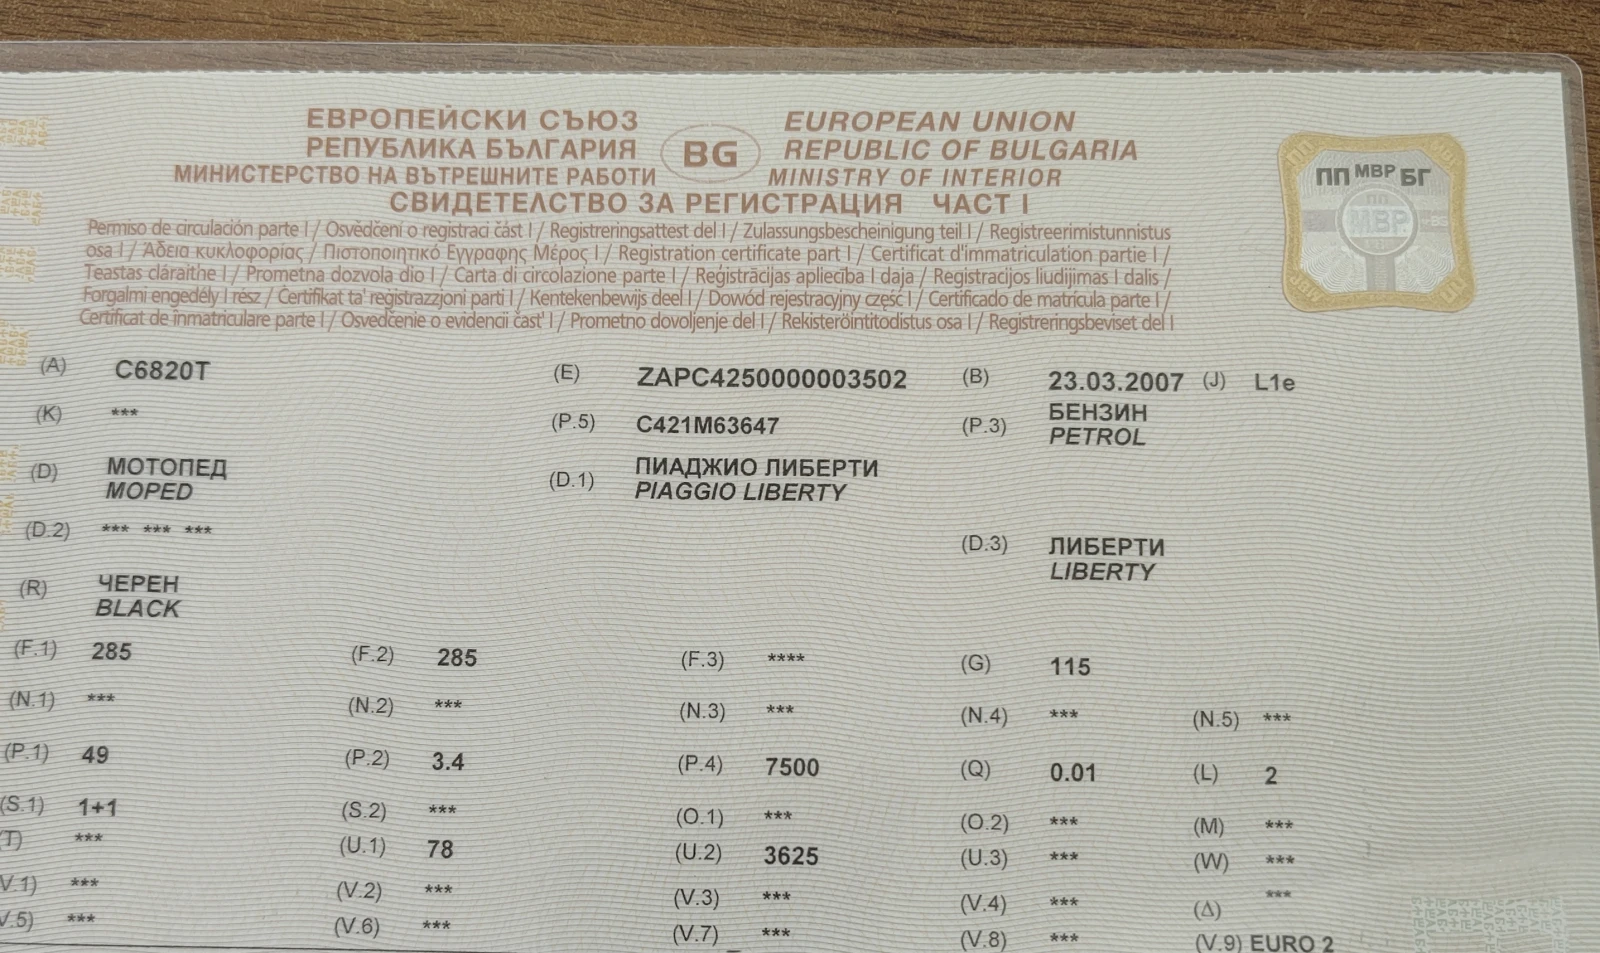 ЕВРОПЕЙСКИ СЪЮЗ EUROPEAN UNION
РЕПУБЛИКА БЪЛГАРИЯ BG REPUBLIC OF BULGARIA
МИНИСТЕРСТВО НА ВЪТРЕШНИТЕ РАБОТИ MINISTRY OF INTERIOR
СВИДЕТЕЛСТВО ЗА РЕГИСТРАЦИЯ ЧАСТ I
ПП МВР БГ
ПП
МВР
Permiso de circulación parte I / Osvědčení o registraci část I / Registreringsattest del I / Zulassungsbescheinigung teil I / Registreerimistunnistus
osa I / Άδεια κυκλοφορίας / Πιστοποιητικό Εγγραφης Μέρος I / Registration certificate part I / Certificat d'immatriculation partie I /
Teastas cláraithe I / Prometna dozvola dio I / Carta di circolazione parte I / Reģistrācijas apliecība I daja / Registracijos liudijimas I dalis /
Forgalmi engedély I rész / Ċertifikat ta' reġistrazzjoni parti I / Kentekenbewijs deel I / Dowód rejestracyjny część I / Certificado de matrícula parte I /
Certificat de înmatriculare parte I / Osvedčenie o evidencii časť I / Prometno dovoljenje del I / Rekisteröintitodistus osa I / Registreringsbeviset del I
(A) C6820T (E) ZAPC4250000003502 (B) 23.03.2007 (J) L1e
(K) *** (P.5) C421M63647 (P.3) БЕНЗИН
PETROL
(D) МОТОПЕД (D.1) ПИАДЖИО ЛИБЕРТИ
MOPED PIAGGIO LIBERTY
(D.2) *** *** *** (D.3) ЛИБЕРТИ
LIBERTY
(R) ЧЕРЕН
BLACK
(F.1) 285 (F.2) 285 (F.3) **** (G) 115
(N.1) *** (N.2) *** (N.3) *** (N.4) *** (N.5) ***
(P.1) 49 (P.2) 3.4 (P.4) 7500 (Q) 0.01 (L) 2
(S.1) 1+1 (S.2) *** (O.1) *** (O.2) *** (M) ***
(T) *** (U.1) 78 (U.2) 3625 (U.3) *** (W) ***
(V.1) *** (V.2) *** (V.3) *** (V.4) *** (Δ) ***
(V.5) *** (V.6) *** (V.7) *** (V.8) *** (V.9) EURO 2